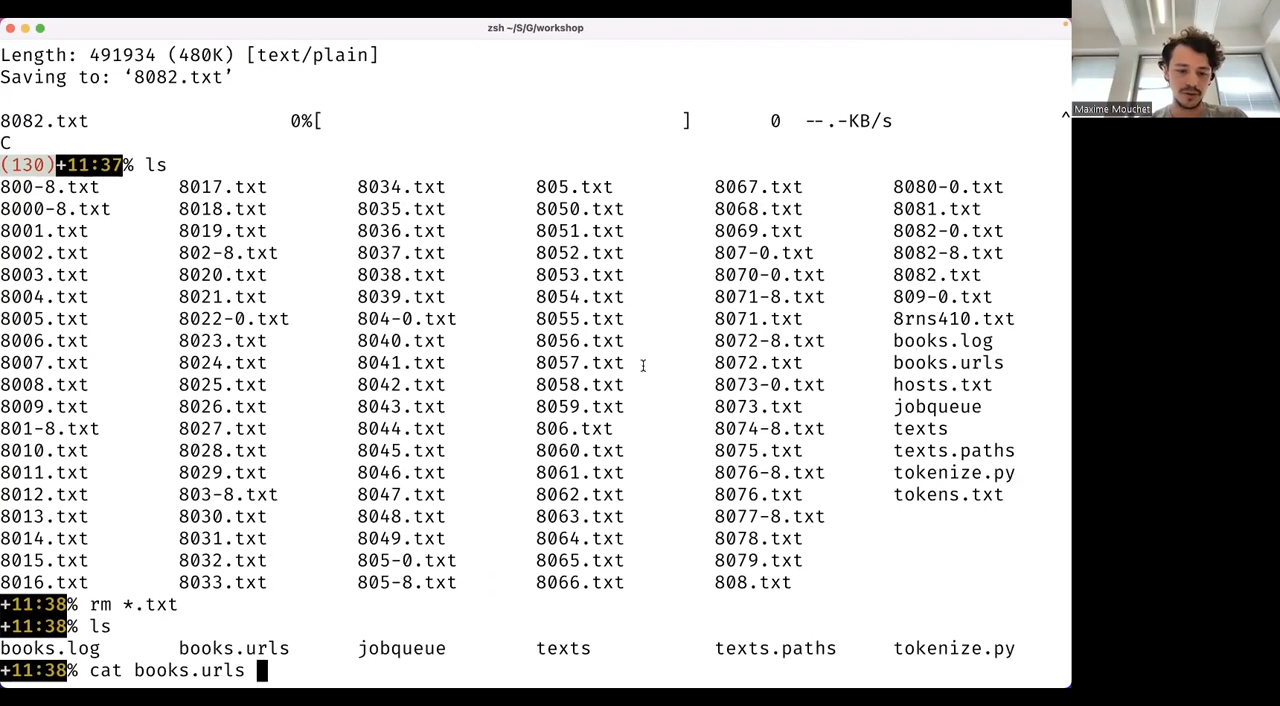 zsh ~/S/G/workshop
Length: 491934 (480K) [text/plain]
Saving to: ‘8082.txt’
8082.txt 0%[ ] 0 --.-KB/s ^
C
(130)+11:37% ls
800-8.txt 8017.txt 8034.txt 805.txt 8067.txt 8080-0.txt
8000-8.txt 8018.txt 8035.txt 8050.txt 8068.txt 8081.txt
8001.txt 8019.txt 8036.txt 8051.txt 8069.txt 8082-0.txt
8002.txt 802-8.txt 8037.txt 8052.txt 807-0.txt 8082-8.txt
8003.txt 8020.txt 8038.txt 8053.txt 8070-0.txt 8082.txt
8004.txt 8021.txt 8039.txt 8054.txt 8071-8.txt 809-0.txt
8005.txt 8022-0.txt 804-0.txt 8055.txt 8071.txt 8rns410.txt
8006.txt 8023.txt 8040.txt 8056.txt 8072-8.txt books.log
8007.txt 8024.txt 8041.txt 8057.txt 8072.txt books.urls
8008.txt 8025.txt 8042.txt 8058.txt 8073-0.txt hosts.txt
8009.txt 8026.txt 8043.txt 8059.txt 8073.txt jobqueue
801-8.txt 8027.txt 8044.txt 806.txt 8074-8.txt texts
8010.txt 8028.txt 8045.txt 8060.txt 8075.txt texts.paths
8011.txt 8029.txt 8046.txt 8061.txt 8076-8.txt tokenize.py
8012.txt 803-8.txt 8047.txt 8062.txt 8076.txt tokens.txt
8013.txt 8030.txt 8048.txt 8063.txt 8077-8.txt
8014.txt 8031.txt 8049.txt 8064.txt 8078.txt
8015.txt 8032.txt 805-0.txt 8065.txt 8079.txt
8016.txt 8033.txt 805-8.txt 8066.txt 808.txt
+11:38% rm *.txt
+11:38% ls
books.log books.urls jobqueue texts texts.paths tokenize.py
+11:38% cat books.urls
Maxime Mouchet